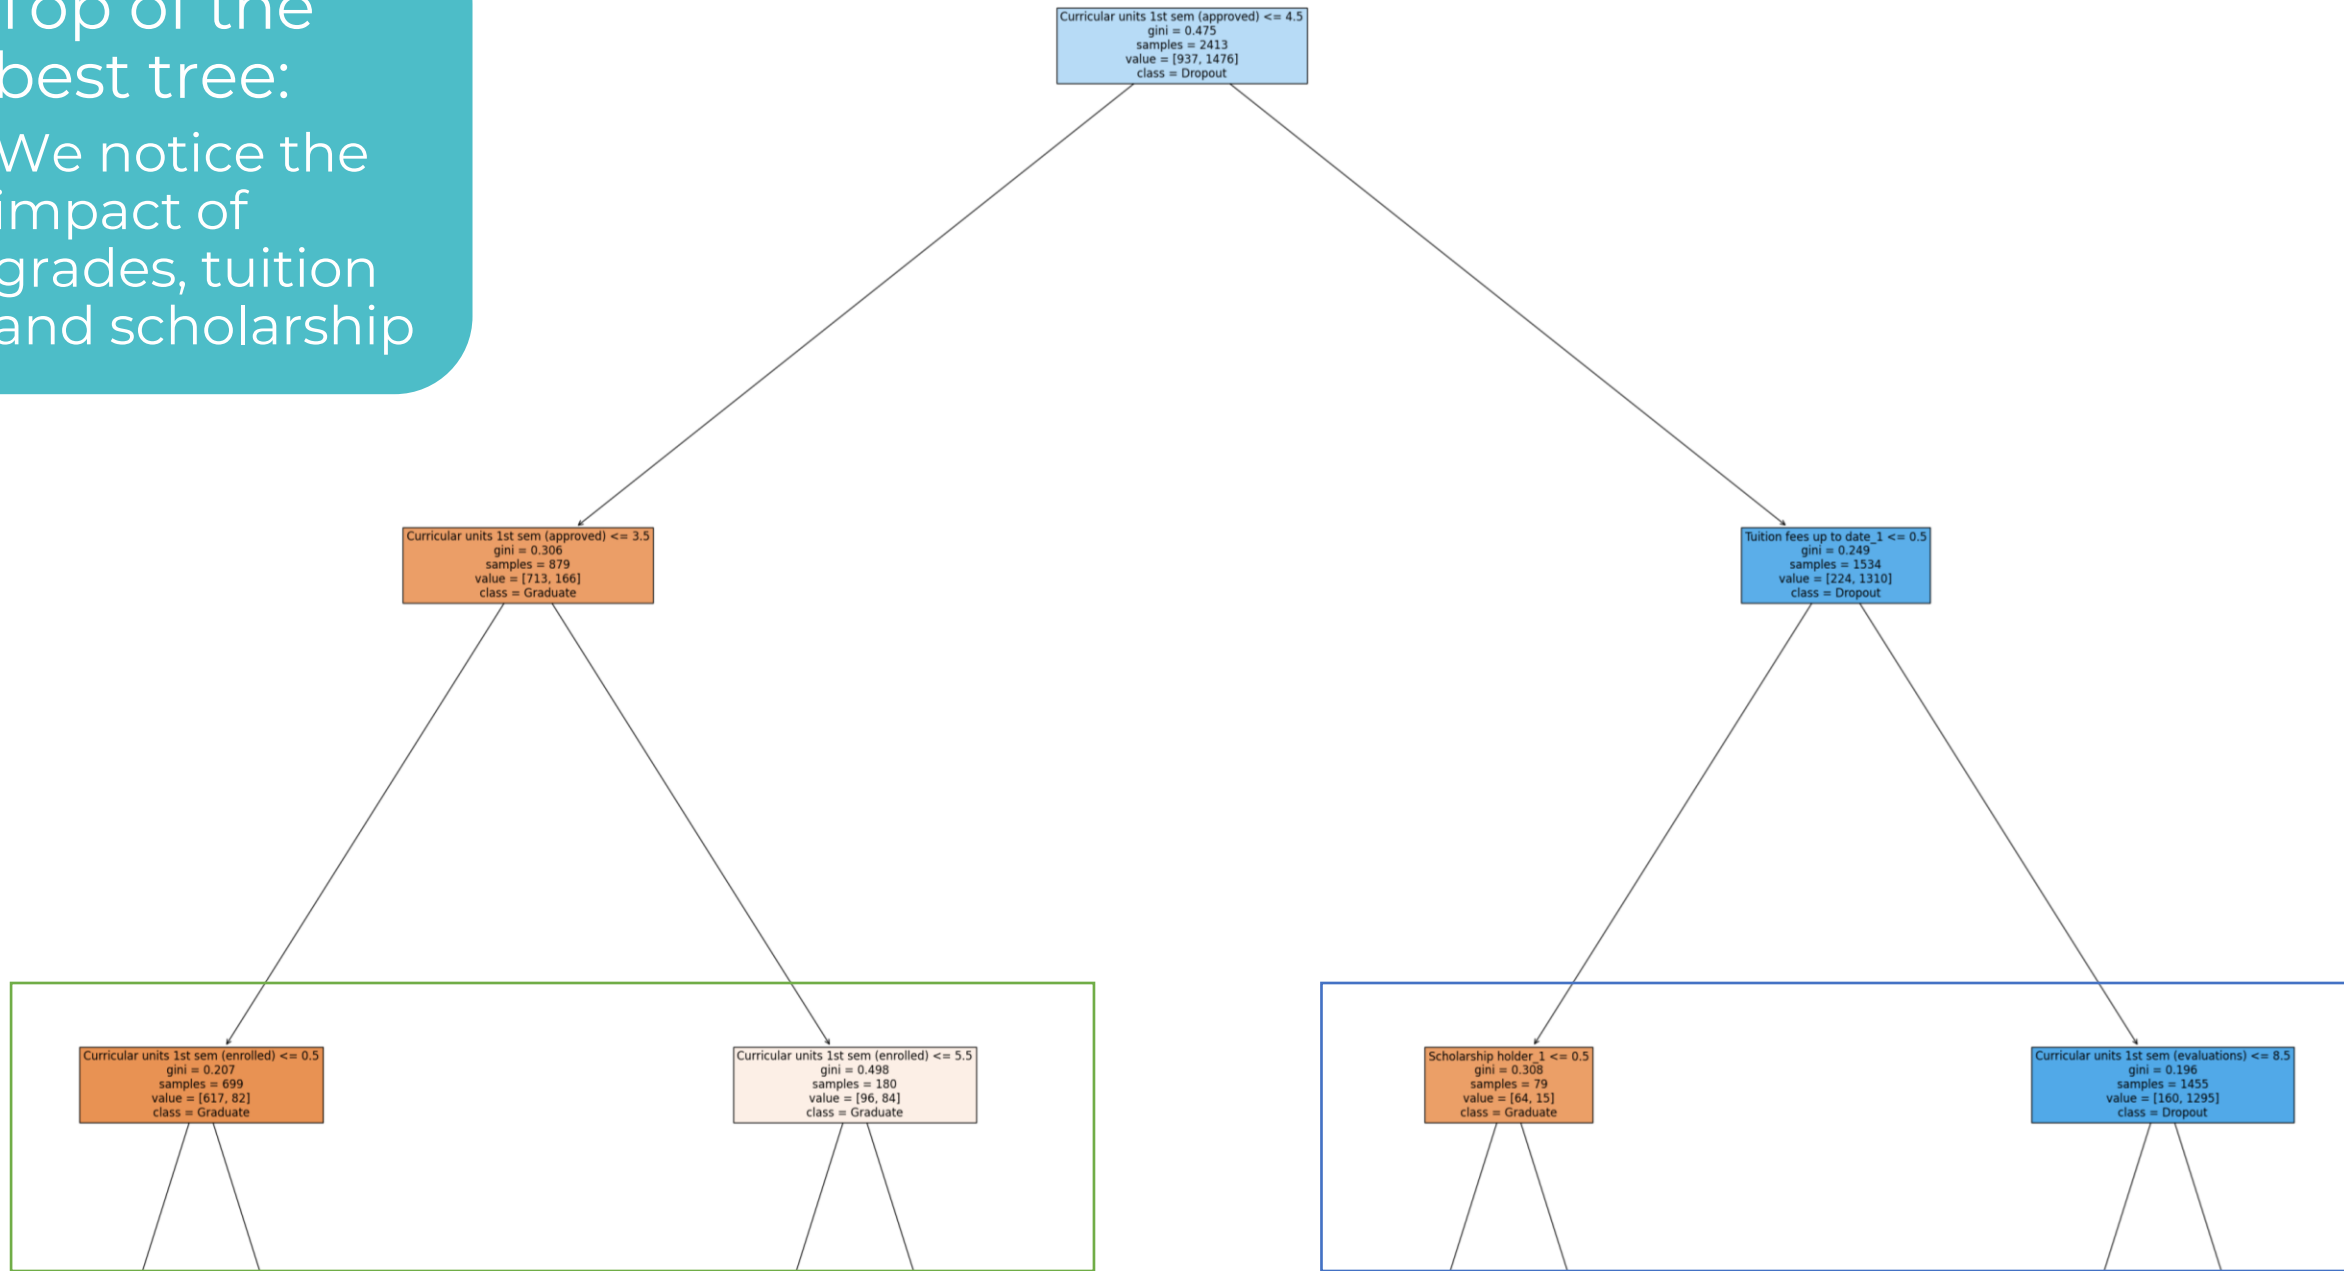 Top of the
best tree:
We notice the
impact of
grades, tuition
and scholarship
Curricular units 1st sem (approved) <= 4.5
gini = 0.475
samples = 2413
value = [937, 1476]
class = Dropout
Curricular units 1st sem (approved) <= 3.5
gini = 0.306
samples = 879
value = [713, 166]
class = Graduate
Tuition fees up to date_1 <= 0.5
gini = 0.249
samples = 1534
value = [224, 1310]
class = Dropout
Curricular units 1st sem (enrolled) <= 0.5
gini = 0.207
samples = 699
value = [617, 82]
class = Graduate
Curricular units 1st sem (enrolled) <= 5.5
gini = 0.498
samples = 180
value = [96, 84]
class = Graduate
Scholarship holder_1 <= 0.5
gini = 0.308
samples = 79
value = [64, 15]
class = Graduate
Curricular units 1st sem (evaluations) <= 8.5
gini = 0.196
samples = 1455
value = [160, 1295]
class = Dropout